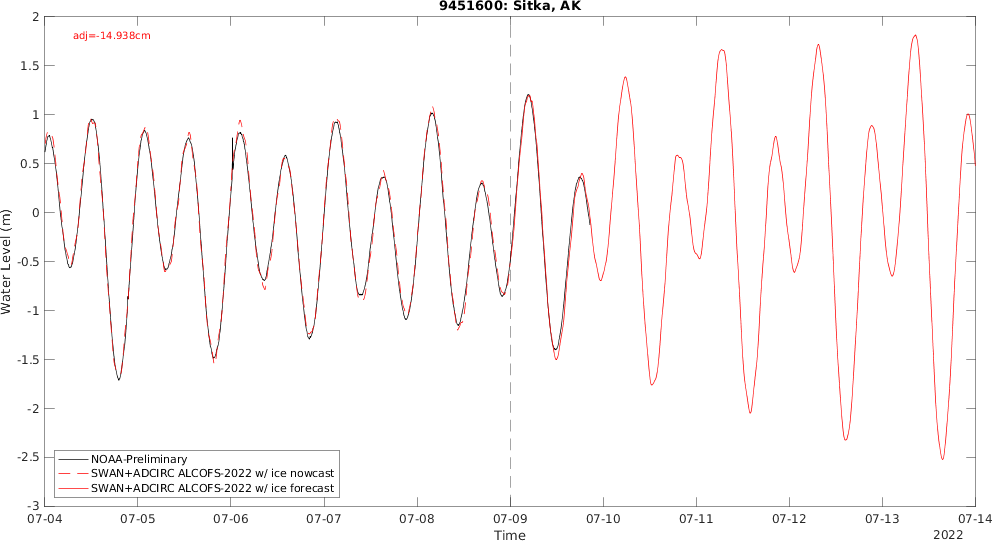 9451600: Sitka, AK
adj=-14.938cm
Water Level (m)
2
1.5
1
0.5
0
-0.5
-1
-1.5
-2
-2.5
-3
NOAA-Preliminary
SWAN+ADCIRC ALCOFS-2022 w/ ice nowcast
SWAN+ADCIRC ALCOFS-2022 w/ ice forecast
07-04 07-05 07-06 07-07 07-08 07-09 07-10 07-11 07-12 07-13 07-14
Time
2022